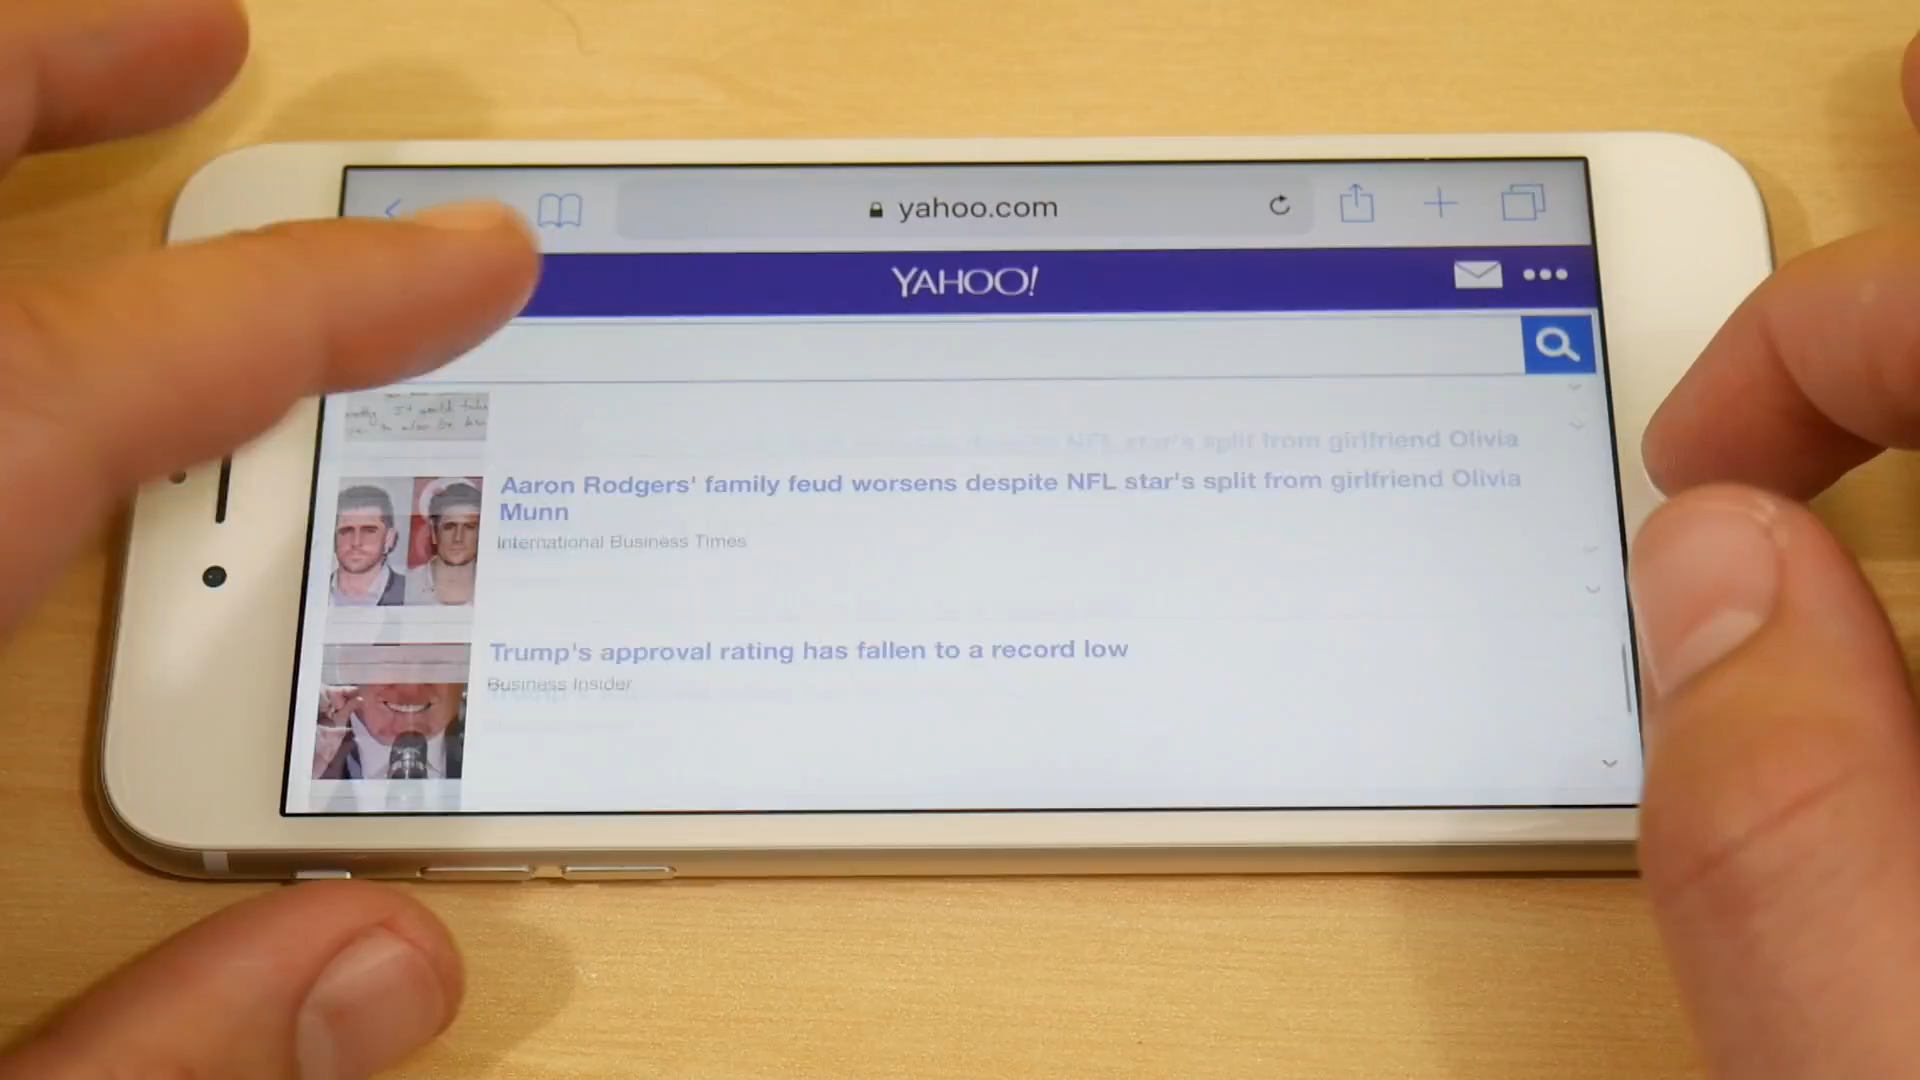 yahoo.com
YAHOO!
Aaron Rodgers' family feud worsens despite NFL star's split from girlfriend Olivia
Munn
International Business Times
Trump's approval rating has fallen to a record low
Business Insider